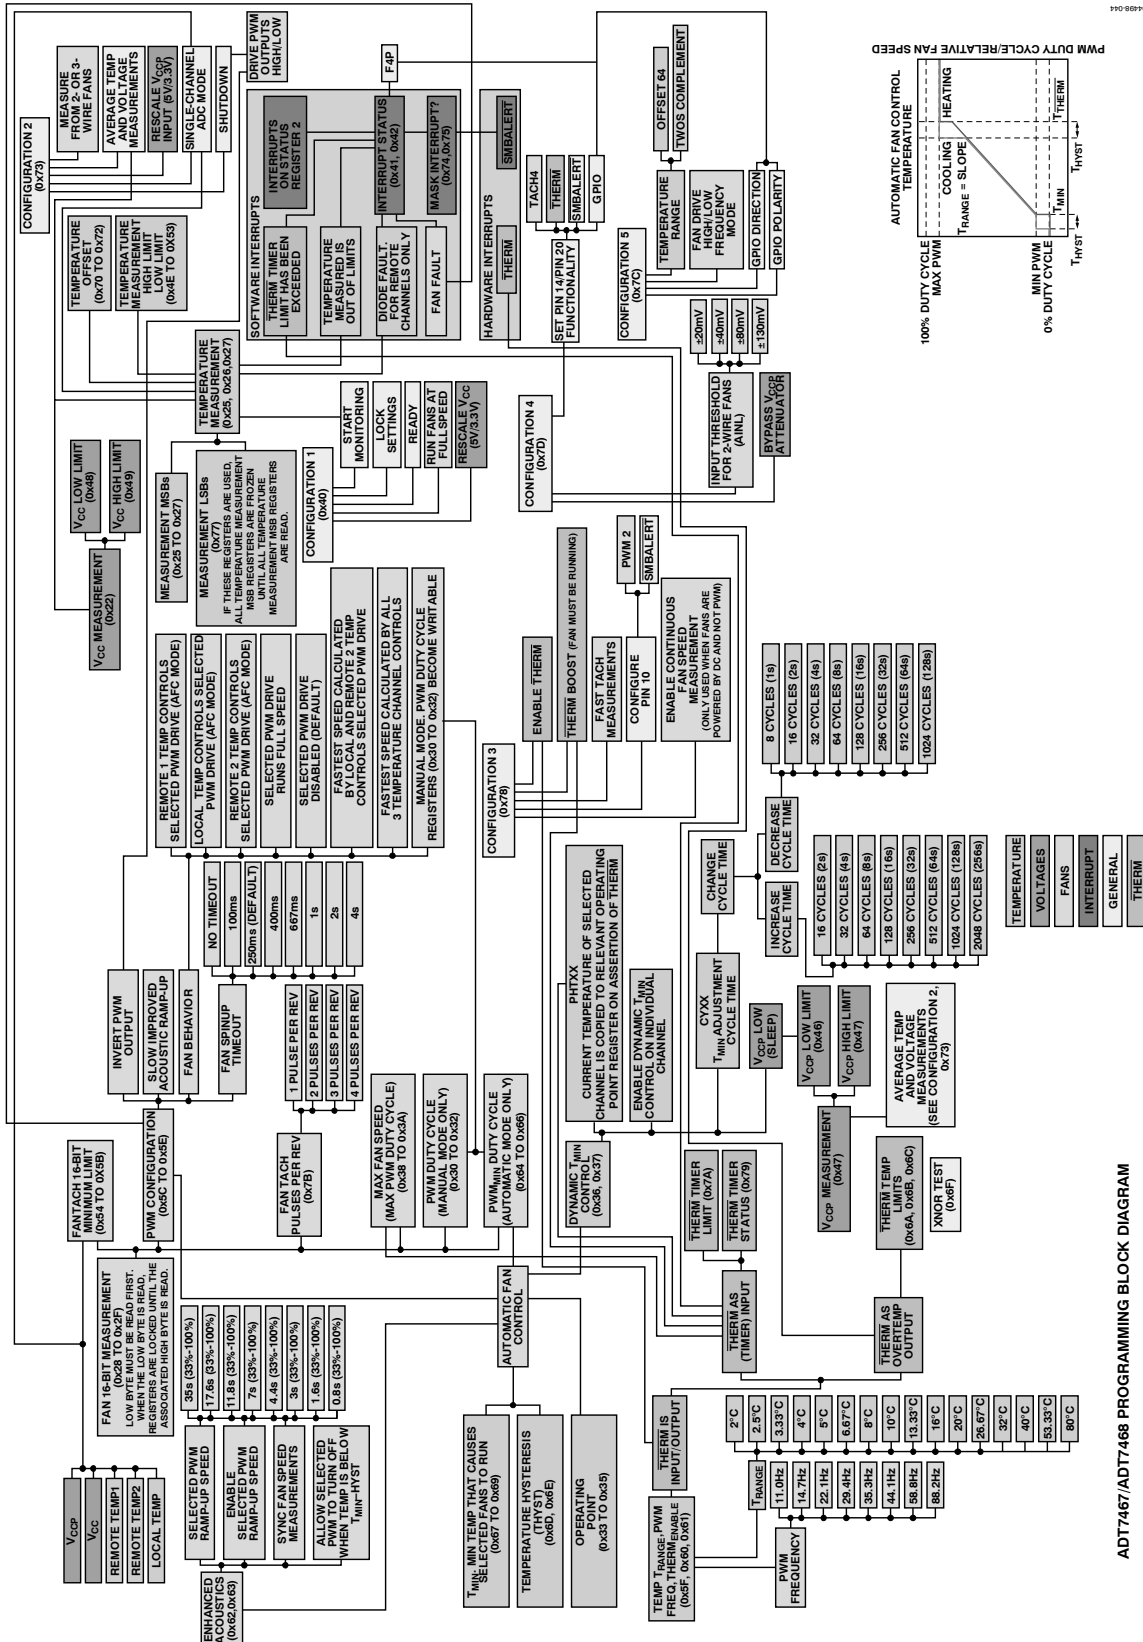 VCCP
VCC
REMOTE TEMP1
REMOTE TEMP2
LOCAL TEMP
ENHANCED
ACOUSTICS
(0x62,0x63)
SELECTED PWM
RAMP-UP SPEED
ENABLE
SELECTED PWM
RAMP-UP SPEED
SYNC FAN SPEED
MEASUREMENTS
ALLOW SELECTED
PWM TO TURN OFF
WHEN TEMP IS BELOW
TMIN–HYST
35s (33%-100%)
17.6s (33%-100%)
11.8s (33%-100%)
7s (33%-100%)
4.4s (33%-100%)
3s (33%-100%)
1.6s (33%-100%)
0.8s (33%-100%)
FAN 16-BIT MEASUREMENT
(0x28 TO 0x2F)
LOW BYTE MUST BE READ FIRST.
WHEN THE LOW BYTE IS READ,
REGISTERS ARE LOCKED UNTIL THE
ASSOCIATED HIGH BYTE IS READ.
FANTACH 16-BIT
MINIMUM LIMIT
(0x54 TO 0x5B)
PWM CONFIGURATION
(0x5C TO 0x5E)
INVERT PWM
OUTPUT
SLOW IMPROVED
ACOUSTIC RAMP-UP
FAN BEHAVIOR
FAN SPINUP
TIMEOUT
NO TIMEOUT
100ms
250ms (DEFAULT)
400ms
667ms
1s
2s
4s
FAN TACH
PULSES PER REV
(0x7B)
1 PULSE PER REV
2 PULSES PER REV
3 PULSES PER REV
4 PULSES PER REV
REMOTE 1 TEMP CONTROLS
SELECTED PWM DRIVE (AFC MODE)
LOCAL TEMP CONTROLS SELECTED
PWM DRIVE (AFC MODE)
REMOTE 2 TEMP CONTROLS
SELECTED PWM DRIVE (AFC MODE)
SELECTED PWM DRIVE
RUNS FULL SPEED
SELECTED PWM DRIVE
DISABLED (DEFAULT)
FASTEST SPEED CALCULATED
BY LOCAL AND REMOTE 2 TEMP
CONTROLS SELECTED PWM DRIVE
FASTEST SPEED CALCULATED BY ALL
3 TEMPERATURE CHANNEL CONTROLS
MANUAL MODE. PWM DUTY CYCLE
REGISTERS (0x30 TO 0x32) BECOME WRITABLE
MAX FAN SPEED
(MAX PWM DUTY CYCLE)
(0x38 TO 0x3A)
PWM DUTY CYCLE
(MANUAL MODE ONLY)
(0x30 TO 0x32)
PWMMIN DUTY CYCLE
(AUTOMATIC MODE ONLY)
(0x64 TO 0x66)
AUTOMATIC FAN
CONTROL
TMIN: MIN TEMP THAT CAUSES
SELECTED FANS TO RUN
(0x67 TO 0x69)
TEMPERATURE HYSTERESIS
(THYST)
(0x6D, 0x6E)
OPERATING
POINT
(0x33 TO 0x35)
DYNAMIC TMIN
CONTROL
(0x36, 0x37)
PHTXX
CURRENT TEMPERATURE OF SELECTED
CHANNEL IS COPIED TO RELEVANT OPERATING
POINT REGISTER ON ASSERTION OF THERM
ENABLE DYNAMIC TMIN
CONTROL ON INDIVIDUAL
CHANNEL
CYXX
TMIN ADJUSTMENT
CYCLE TIME
VCCP LOW
(SLEEP)
CHANGE
CYCLE TIME
INCREASE
CYCLE TIME
DECREASE
CYCLE TIME
8 CYCLES (1s)
16 CYCLES (2s)
32 CYCLES (4s)
64 CYCLES (8s)
128 CYCLES (16s)
256 CYCLES (32s)
512 CYCLES (64s)
1024 CYCLES (128s)
16 CYCLES (2s)
32 CYCLES (4s)
64 CYCLES (8s)
128 CYCLES (16s)
256 CYCLES (32s)
512 CYCLES (64s)
1024 CYCLES (128s)
2048 CYCLES (256s)
TEMP TRANGE, PWM
FREQ, THERM ENABLE
(0x5F, 0x60, 0x61)
THERM IS
INPUT/OUTPUT
THERM AS
(TIMER) INPUT
THERM TIMER
LIMIT (0x7A)
THERM TIMER
STATUS (0x79)
THERM AS
OVERTEMP
OUTPUT
THERM TEMP
LIMITS
(0x6A, 0x6B, 0x6C)
XNOR TEST
(0x6F)
VCCP MEASUREMENT
(0x47)
VCCP LOW LIMIT
(0x46)
VCCP HIGH LIMIT
(0x47)
AVERAGE TEMP
AND VOLTAGE
MEASUREMENTS
(SEE CONFIGURATION 2,
0x73)
PWM
FREQUENCY
TRANGE
11.0Hz
14.7Hz
22.1Hz
29.4Hz
35.3Hz
44.1Hz
58.8Hz
88.2Hz
2°C
2.5°C
3.33°C
4°C
5°C
6.67°C
8°C
10°C
13.33°C
16°C
20°C
26.67°C
32°C
40°C
53.33°C
80°C
CONFIGURATION 2
(0x73)
MEASURE
FROM 2- OR 3-
WIRE FANS
AVERAGE TEMP
AND VOLTAGE
MEASUREMENTS
RESCALE VCCP
INPUT (5V/3.3V)
SINGLE-CHANNEL
ADC MODE
SHUTDOWN
DRIVE PWM
OUTPUTS
HIGH/LOW
VCC MEASUREMENT
(0x22)
VCC LOW LIMIT
(0x48)
VCC HIGH LIMIT
(0x49)
TEMPERATURE
OFFSET
(0x70 TO 0x72)
TEMPERATURE
MEASUREMENT
HIGH LIMIT
LOW LIMIT
(0x4E TO 0x53)
TEMPERATURE
MEASUREMENT
(0x25, 0x26,0x27)
MEASUREMENT MSBs
(0x25 TO 0x27)
MEASUREMENT LSBs
(0x77)
IF THESE REGISTERS ARE USED,
ALL TEMPERATURE MEASUREMENT
MSB REGISTERS ARE FROZEN
UNTIL ALL TEMPERATURE
MEASUREMENT MSB REGISTERS
ARE READ.
SOFTWARE INTERRUPTS
THERM TIMER
LIMIT HAS BEEN
EXCEEDED
INTERRUPTS
ON STATUS
REGISTER 2
TEMPERATURE
MEASURED IS
OUT OF LIMITS
DIODE FAULT.
FOR REMOTE
CHANNELS ONLY
INTERRUPT STATUS
(0x41, 0x42)
FAN FAULT
MASK INTERRUPT?
(0x74,0x75)
F4P
HARDWARE INTERRUPTS
THERM
SMBALERT
CONFIGURATION 1
(0x40)
START
MONITORING
LOCK
SETTINGS
READY
RUN FANS AT
FULL SPEED
RESCALE VCC
(5V/3.3V)
CONFIGURATION 3
(0x78)
ENABLE THERM
THERM BOOST (FAN MUST BE RUNNING)
FAST TACH
MEASUREMENTS
CONFIGURE
PIN 10
PWM 2
SMBALERT
ENABLE CONTINUOUS
FAN SPEED
MEASUREMENT
(ONLY USED WHEN FANS ARE
POWERED BY DC AND NOT PWM)
CONFIGURATION 4
(0x7D)
SET PIN 14/PIN 20
FUNCTIONALITY
TACH4
THERM
SMBALERT
GPIO
INPUT THRESHOLD
FOR 2-WIRE FANS
(AINL)
±20mV
±40mV
±80mV
±130mV
BYPASS VCCP
ATTENUATOR
CONFIGURATION 5
(0x7C)
TEMPERATURE
RANGE
OFFSET 64
TWOS COMPLEMENT
FAN DRIVE
HIGH/LOW
FREQUENCY
MODE
GPIO DIRECTION
GPIO POLARITY
AUTOMATIC FAN CONTROL
TEMPERATURE
PWM DUTY CYCLE/RELATIVE FAN SPEED
100% DUTY CYCLE
MAX PWM
COOLING
HEATING
TRANGE = SLOPE
MIN PWM
0% DUTY CYCLE
TMIN
THYST
THYST
TTHERM
TEMPERATURE
VOLTAGES
FANS
INTERRUPT
GENERAL
THERM
ADT7467/ADT7468 PROGRAMMING BLOCK DIAGRAM